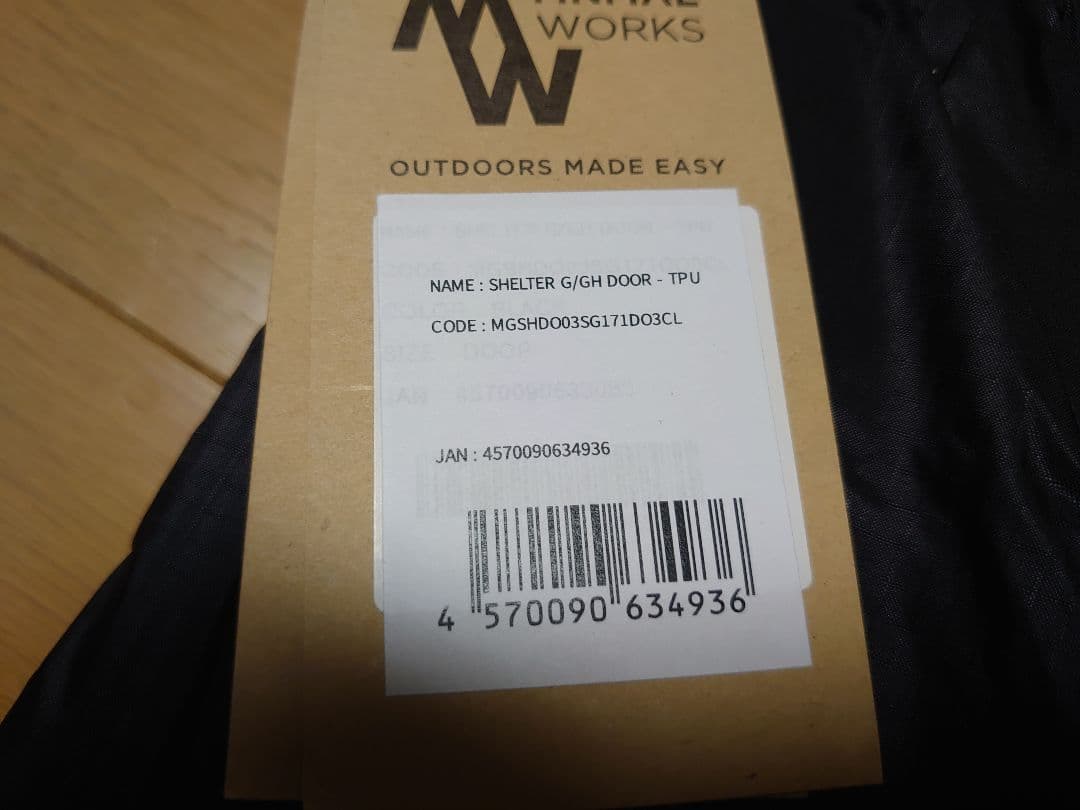 WORKS
OUTDOORS MADE EASY
NAME : SHELTER G/GH DOOR - TPU
CODE : MGSHDO03SG171DO3CL
JAN : 4570090634936
4 570090 634936